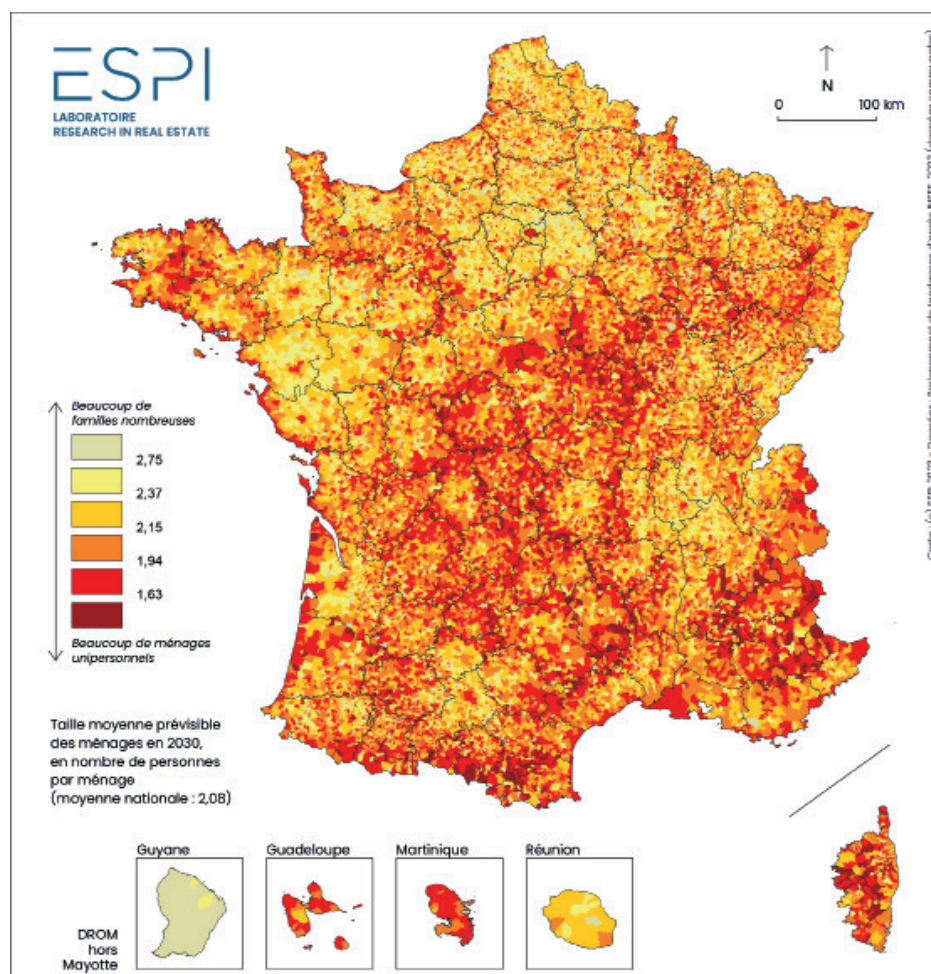 ESPI
LABORATOIRE
RESEARCH IN REAL ESTATE
N
0 100 km
Beaucoup de
familles nombreuses
2,75
2,37
2,15
1,94
1,63
Beaucoup de ménages
unipersonnels
Taille moyenne prévisible
des ménages en 2030,
en nombre de personnes
par ménage
(moyenne nationale : 2,08)
Guyane
Guadeloupe
Martinique
Réunion
DROM
hors
Mayotte